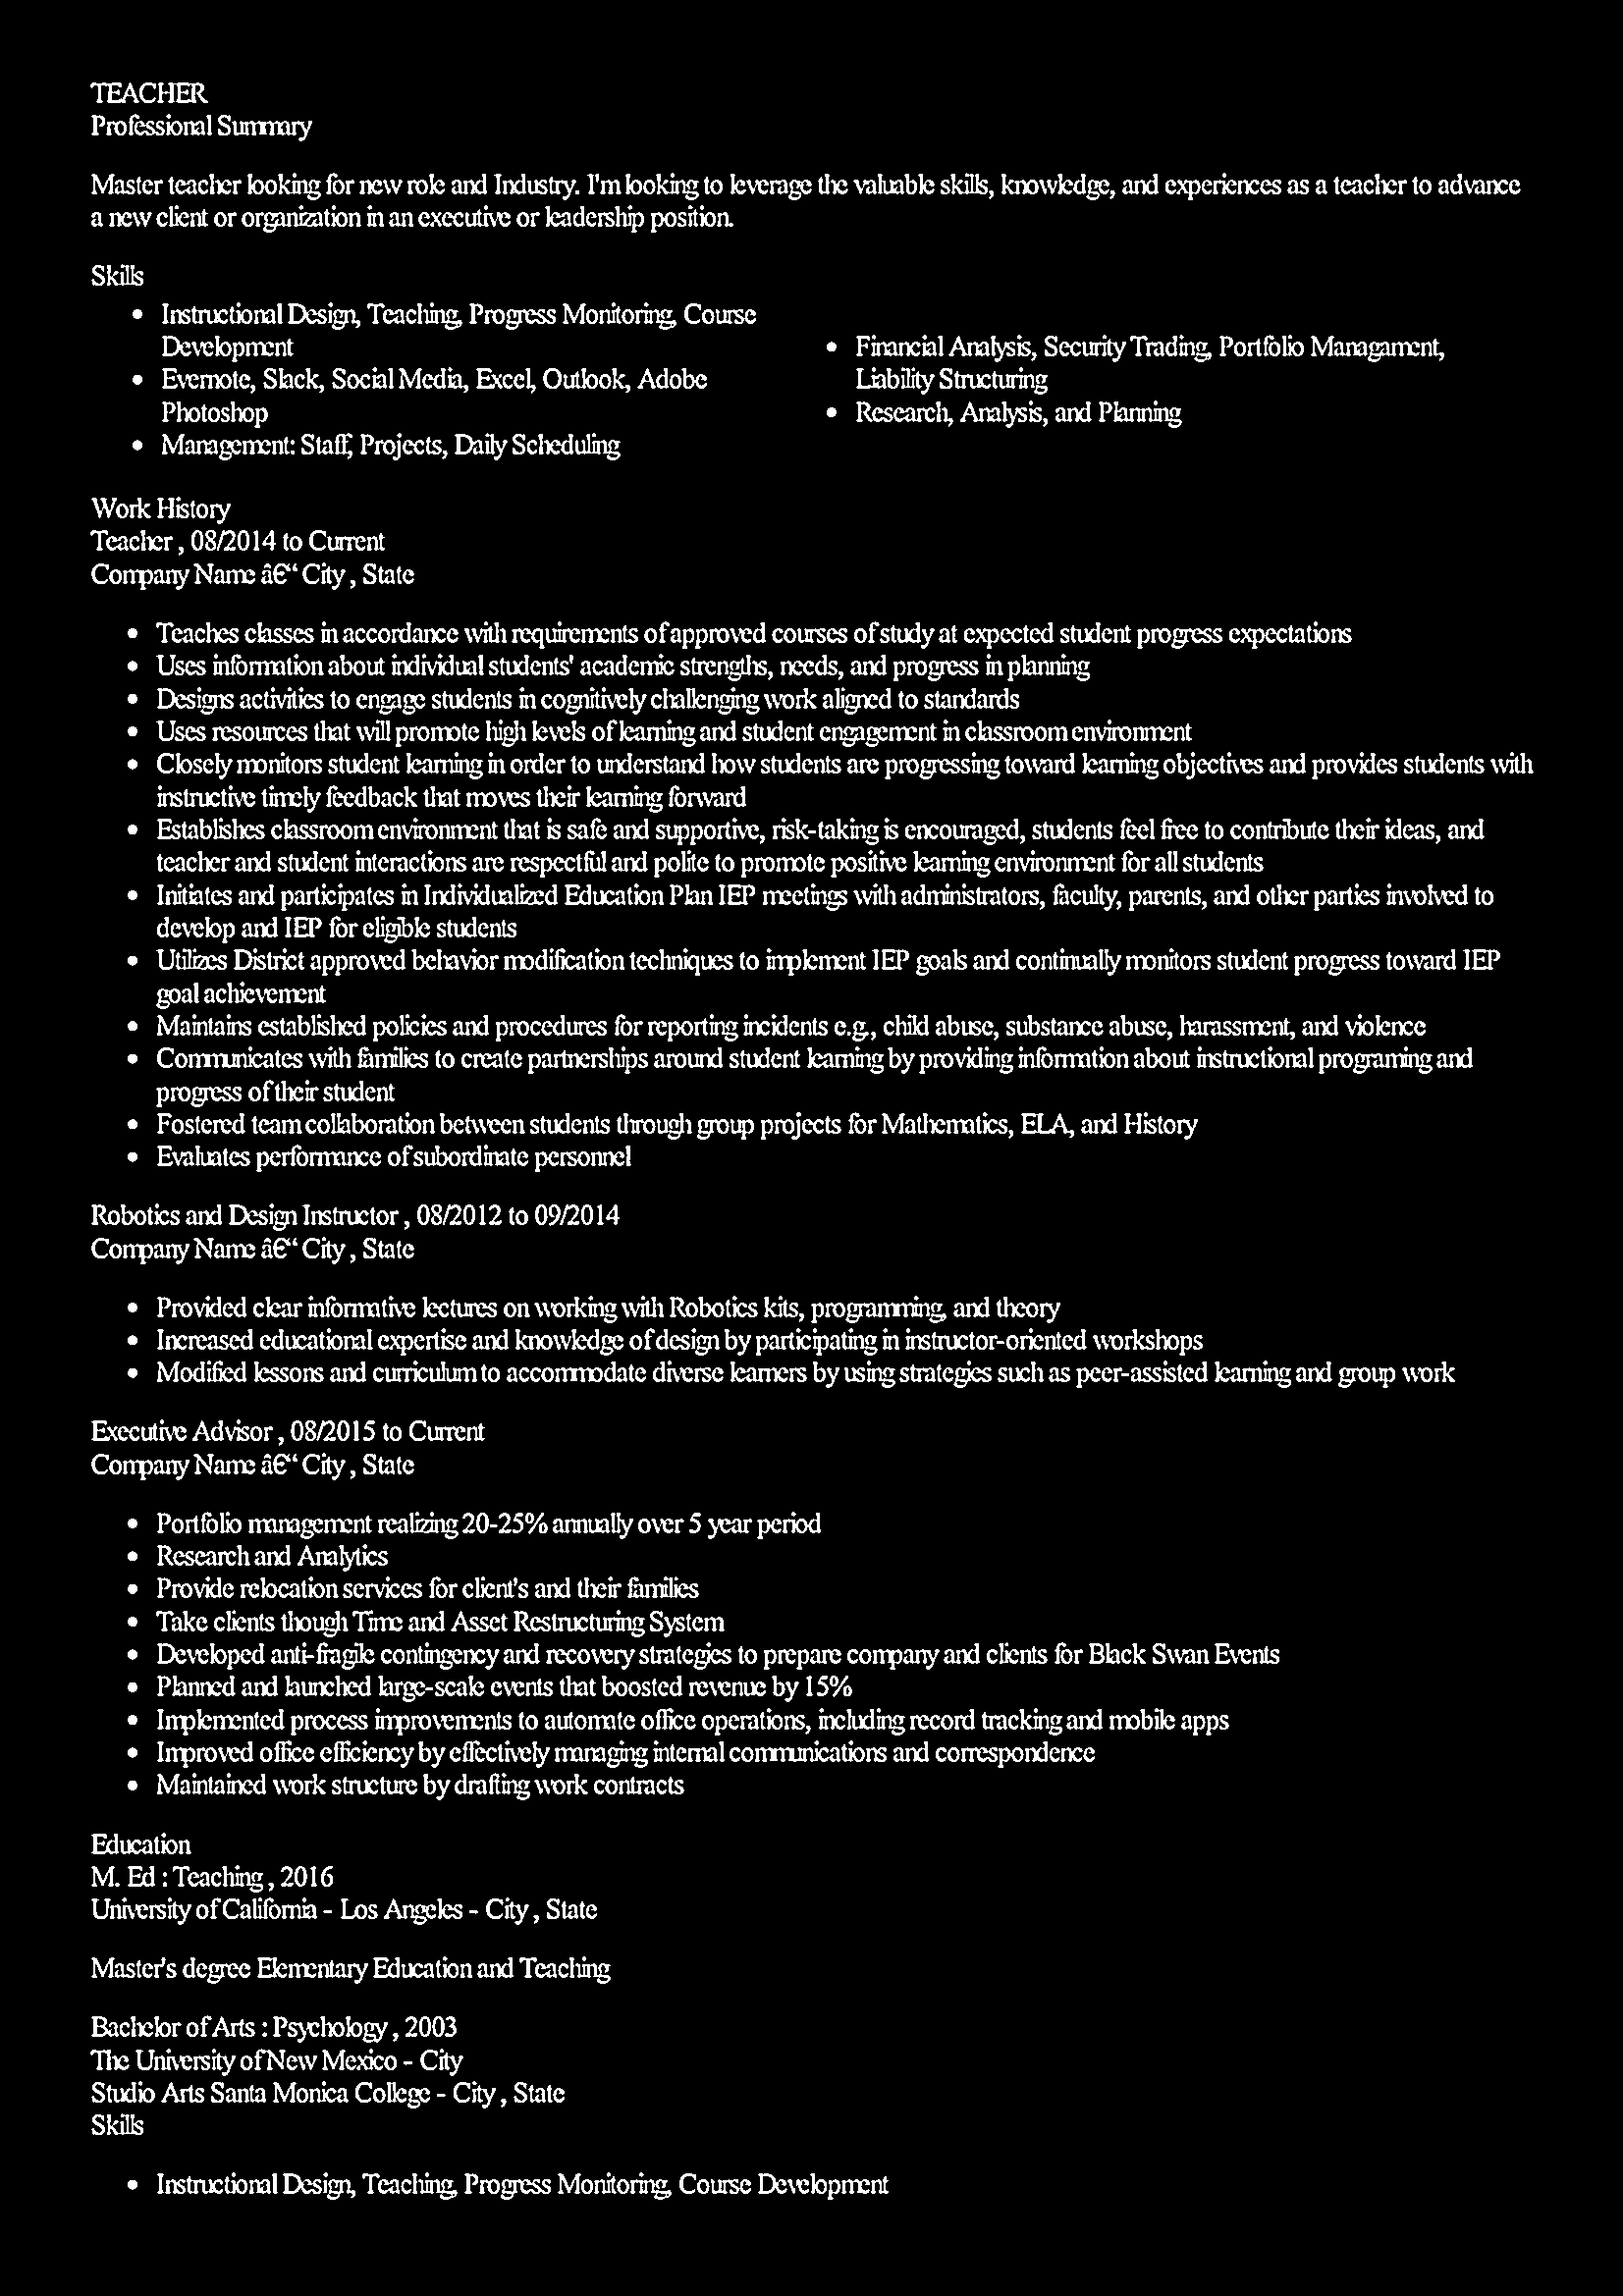 TEACHER
Professional Summary
Master teacher looking for new role and Industry. I'm looking to leverage the valuable skills, knowledge, and experiences as a teacher to advance
a new client or organization in an executive or leadership position.
Skills
Instructional Design, Teaching, Progress Monitoring, Course
Development
Evernote, Slack, Social Media, Excel, Outlook, Adobe
Photoshop
Management: Staff, Projects, Daily Scheduling
Financial Analysis, Security Trading, Portfolio Managament,
Liability Structuring
Research, Analysis, and Planning
Work History
Teacher , 08/2014 to Current
Company Name â€“ City , State
Teaches classes in accordance with requirements of approved courses of study at expected student progress expectations
Uses information about individual students' academic strengths, needs, and progress in planning
Designs activities to engage students in cognitively challenging work aligned to standards
Uses resources that will promote high levels of learning and student engagement in classroom environment
Closely monitors student learning in order to understand how students are progressing toward learning objectives and provides students with
instructive timely feedback that moves their learning forward
Establishes classroom environment that is safe and supportive, risk-taking is encouraged, students feel free to contribute their ideas, and
teacher and student interactions are respectful and polite to promote positive learning environment for all students
Initiates and participates in Individualized Education Plan IEP meetings with administrators, faculty, parents, and other parties involved to
develop and IEP for eligible students
Utilizes District approved behavior modification techniques to implement IEP goals and continually monitors student progress toward IEP
goal achievement
Maintains established policies and procedures for reporting incidents e.g., child abuse, substance abuse, harassment, and violence
Communicates with families to create partnerships around student learning by providing information about instructional programing and
progress of their student
Fostered team collaboration between students through group projects for Mathematics, ELA, and History
Evaluates performance of subordinate personnel
Robotics and Design Instructor , 08/2012 to 09/2014
Company Name â€“ City , State
Provided clear informative lectures on working with Robotics kits, programming, and theory
Increased educational expertise and knowledge of design by participating in instructor-oriented workshops
Modified lessons and curriculum to accommodate diverse learners by using strategies such as peer-assisted learning and group work
Executive Advisor , 08/2015 to Current
Company Name â€“ City , State
Portfolio management realizing 20-25% annually over 5 year period
Research and Analytics
Provide relocation services for client's and their families
Take clients though Time and Asset Restructuring System
Developed anti-fragile contingency and recovery strategies to prepare company and clients for Black Swan Events
Planned and launched large-scale events that boosted revenue by 15%
Implemented process improvements to automate office operations, including record tracking and mobile apps
Improved office efficiency by effectively managing internal communications and correspondence
Maintained work structure by drafting work contracts
Education
M. Ed : Teaching , 2016
University of California - Los Angeles - City , State
Master's degree Elementary Education and Teaching
Bachelor of Arts : Psychology , 2003
The University of New Mexico - City
Studio Arts Santa Monica College - City , State
Skills
Instructional Design, Teaching, Progress Monitoring, Course Development